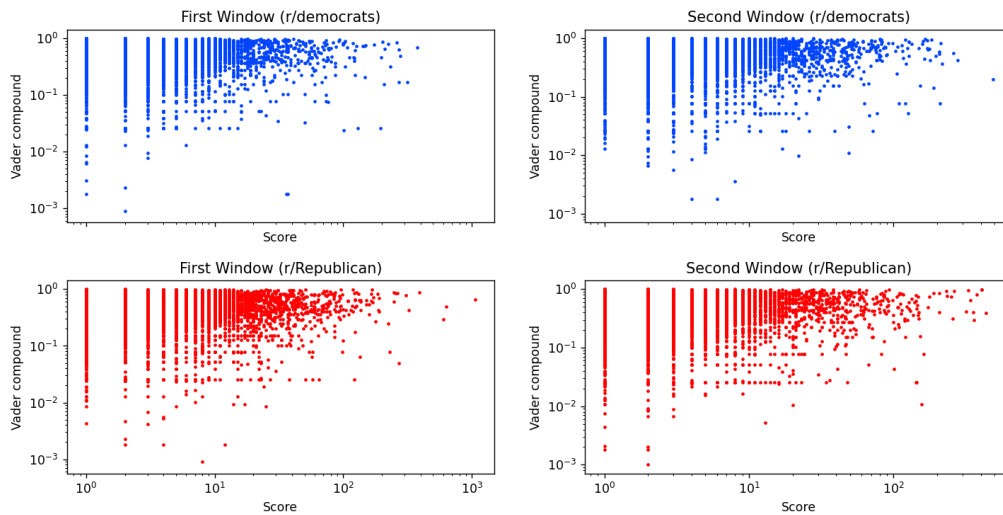 First Window (r/democrats)
Vader compound
10⁰
10⁻¹
10⁻²
10⁻³
Score
Second Window (r/democrats)
Vader compound
10⁰
10⁻¹
10⁻²
10⁻³
Score
First Window (r/Republican)
Vader compound
10⁰
10⁻¹
10⁻²
10⁻³
10⁰ 10¹ 10² 10³
Score
Second Window (r/Republican)
Vader compound
10⁰
10⁻¹
10⁻²
10⁻³
10⁰ 10¹ 10²
Score